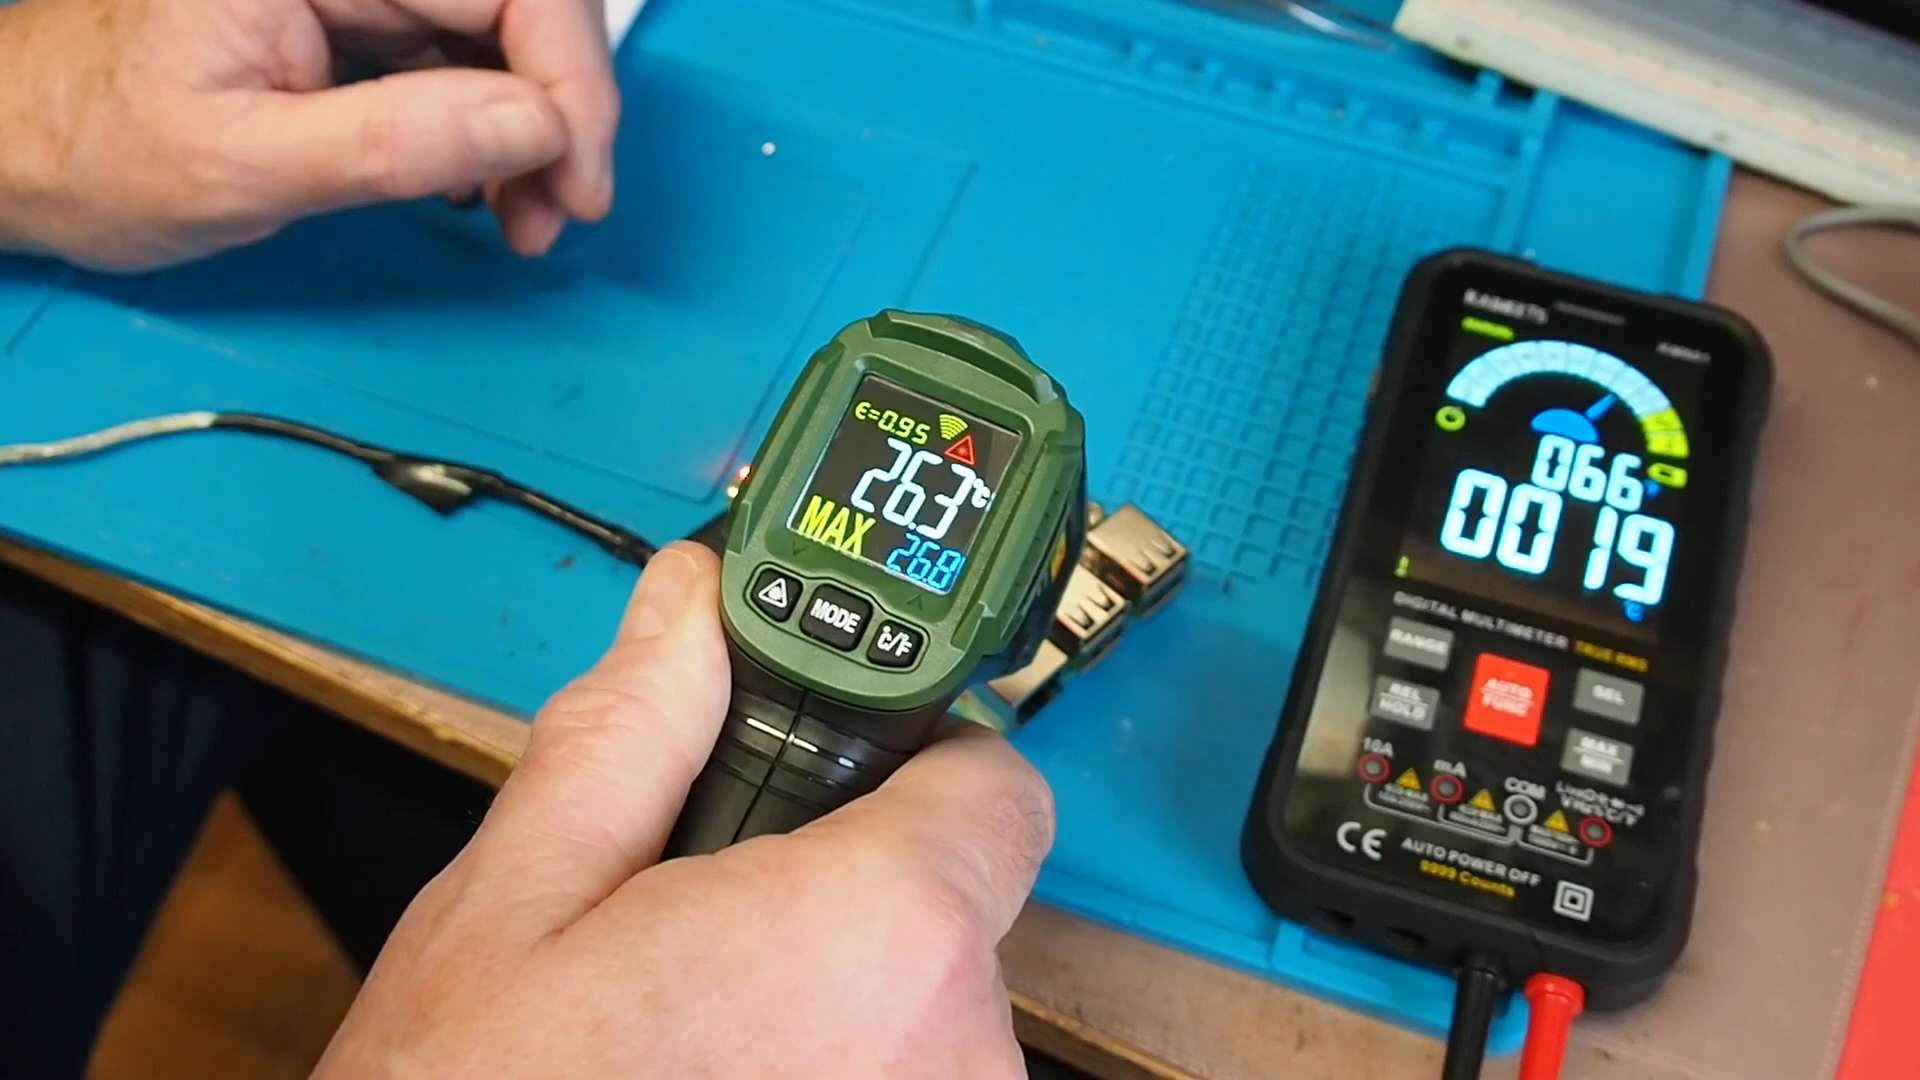 ε=0.95
26.3°C
MAX
26.8
MODE
°C/°F
KAIWEETS
066
°F
0019
°C
DIGITAL MULTIMETER TRUE RMS
RANGE
AUTO
FUNC
SEL
REL
HOLD
MAX
MIN
10A
mA
COM
CE
AUTO POWER OFF
9999 Counts